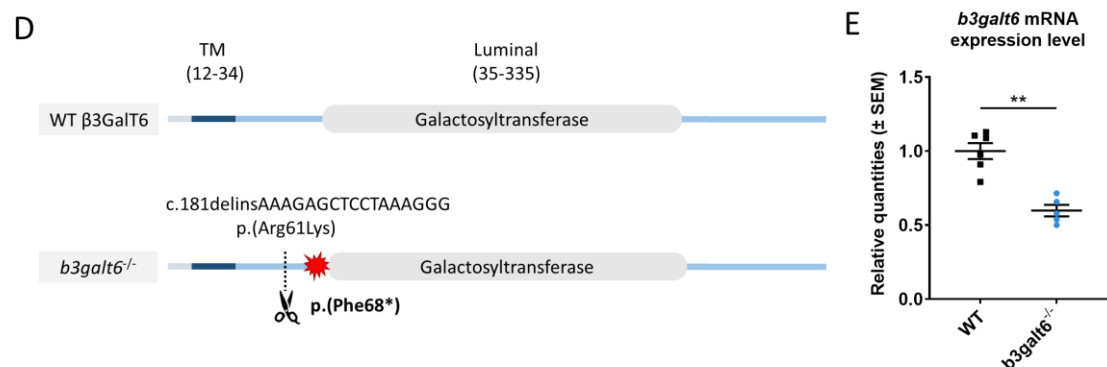 D
TM
(12-34)
Luminal
(35-335)
WT β3GalT6
Galactosyltransferase
c.181delinsAAAGAGCTCCTAAAGGG
p.(Arg61Lys)
b3galt6-/-
Galactosyltransferase
p.(Phe68*)
E
b3galt6 mRNA
expression level
Relative quantities (± SEM)
1.5
1.0
0.5
0.0
**
WT
b3galt6-/-